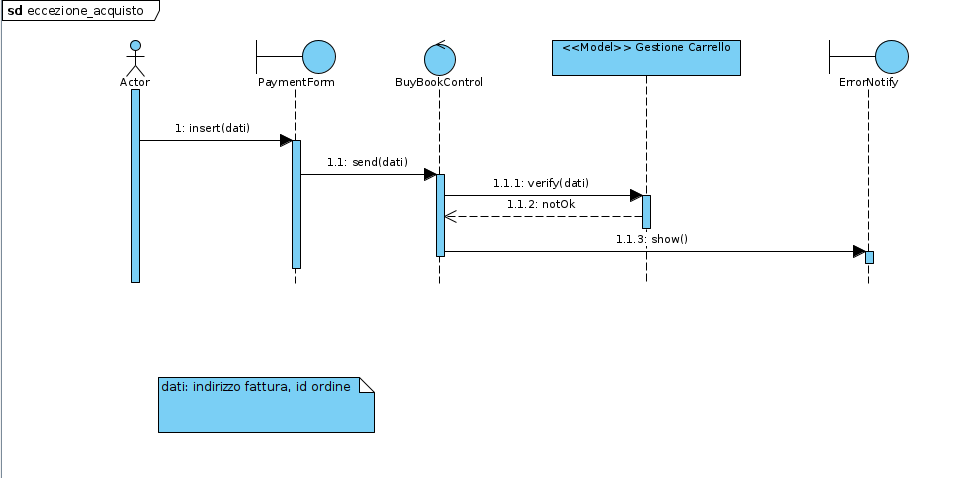 sd eccezione_acquisto
<<Model>> Gestione Carrello
Actor
PaymentForm
BuyBookControl
ErrorNotify
1: insert(dati)
1.1: send(dati)
1.1.1: verify(dati)
1.1.2: notOk
1.1.3: show()
dati: indirizzo fattura, id ordine